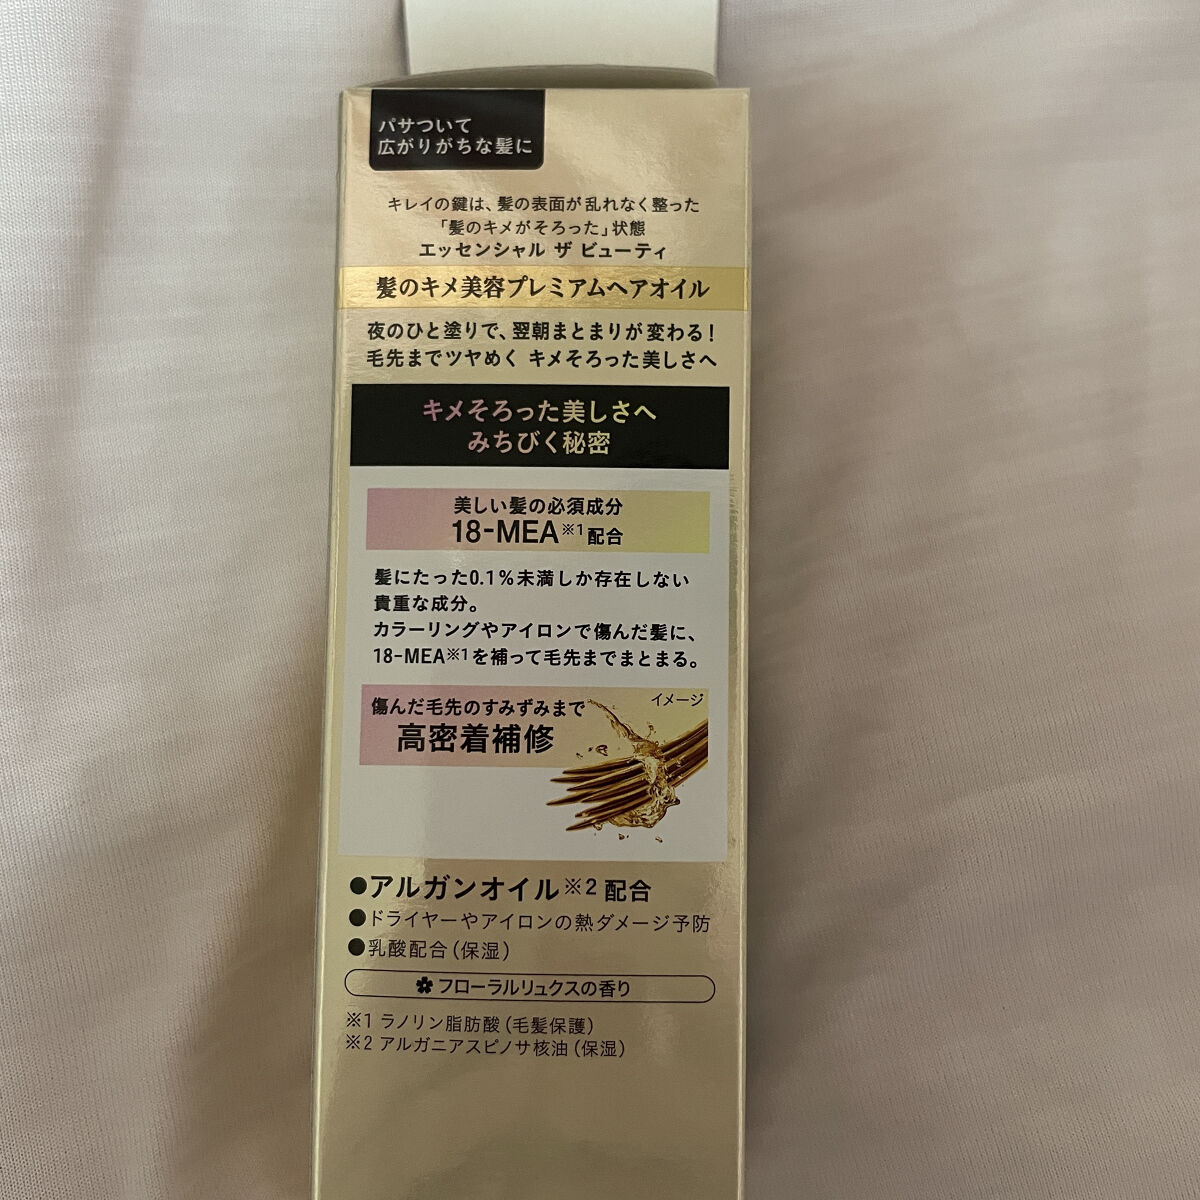 パサついて
広がりがちな髪に
キレイの鍵は、髪の表面が乱れなく整った
「髪のキメがそろった」状態
エッセンシャル ザ ビューティ
髪のキメ美容プレミアムヘアオイル
夜のひと塗りで、翌朝まとまりが変わる!
毛先までツヤめく キメそろった美しさへ
キメそろった美しさへ
みちびく秘密
美しい髪の必須成分
18-MEA※1配合
髪にたった0.1%未満しか存在しない
貴重な成分。
カラーリングやアイロンで傷んだ髪に、
18-MEA※1を補って毛先までまとまる。
イメージ
傷んだ毛先のすみずみまで
高密着補修
●アルガンオイル※2 配合
●ドライヤーやアイロンの熱ダメージ予防
●乳酸配合(保湿)
フローラルリュクスの香り
※1 ラノリン脂肪酸(毛髪保護)
※2 アルガニアスピノサ核油(保湿)